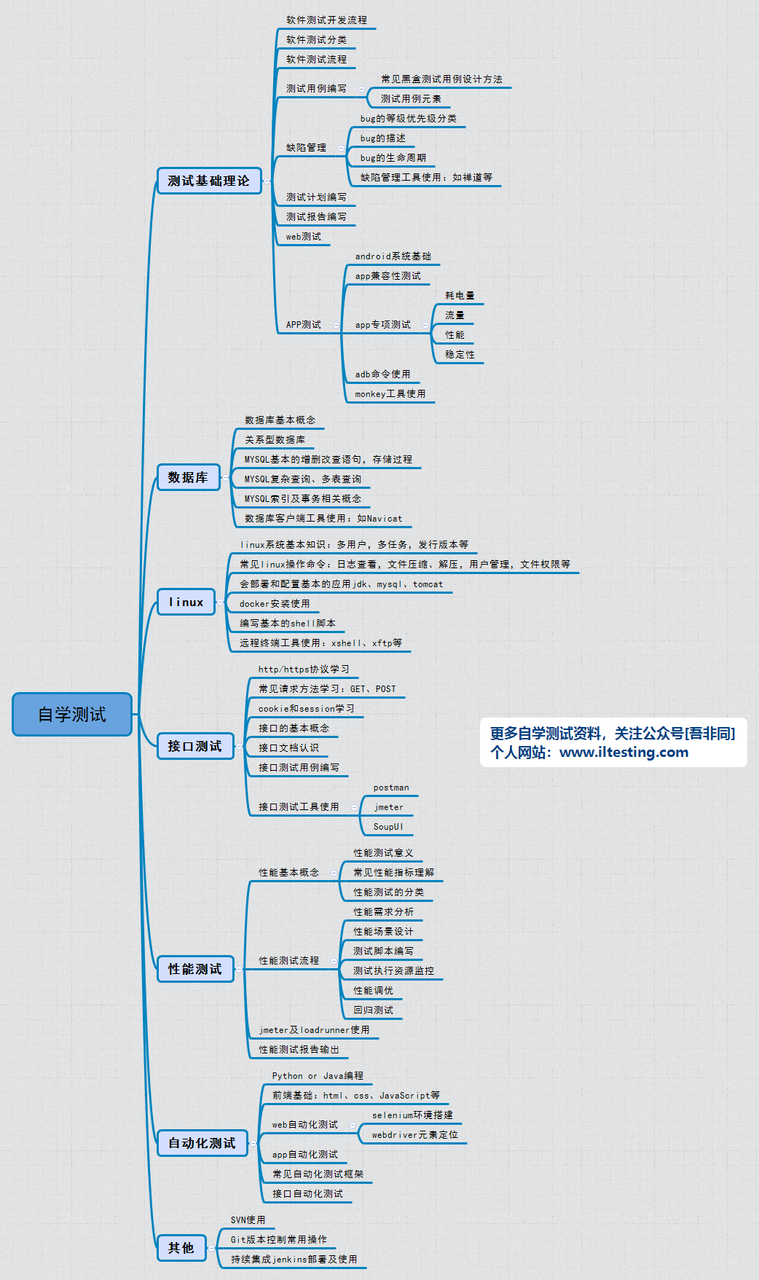 自学测试
测试基础理论
软件测试开发流程
软件测试分类
软件测试流程
测试用例编写
常见黑盒测试用例设计方法
测试用例元素
缺陷管理
bug的等级优先级分类
bug的描述
bug的生命周期
缺陷管理工具使用：如禅道等
测试计划编写
测试报告编写
web测试
APP测试
android系统基础
app兼容性测试
app专项测试
耗电量
流量
性能
稳定性
adb命令使用
monkey工具使用
数据库
数据库基本概念
关系型数据库
MYSQL基本的增删改查语句，存储过程
MYSQL复杂查询、多表查询
MYSQL索引及事务相关概念
数据库客户端工具使用：如Navicat
linux
linux系统基本知识：多用户，多任务，发行版本等
常见linux操作命令：日志查看，文件压缩、解压，用户管理，文件权限等
会部署和配置基本的应用jdk、mysql、tomcat
docker安装使用
编写基本的shell脚本
远程终端工具使用：xshell、xftp等
接口测试
http/https协议学习
常见请求方法学习：GET、POST
cookie和session学习
接口的基本概念
接口文档认识
接口测试用例编写
接口测试工具使用
postman
jmeter
SoupUI
更多自学测试资料，关注公众号[吾非同]
个人网站：www.iltesting.com
性能测试
性能基本概念
性能测试意义
常见性能指标理解
性能测试的分类
性能测试流程
性能需求分析
性能场景设计
测试脚本编写
测试执行资源监控
性能调优
回归测试
jmeter及loadrunner使用
性能测试报告输出
自动化测试
Python or Java编程
前端基础：html、css、JavaScript等
web自动化测试
selenium环境搭建
webdriver元素定位
app自动化测试
常见自动化测试框架
接口自动化测试
其他
SVN使用
Git版本控制常用操作
持续集成jenkins部署及使用